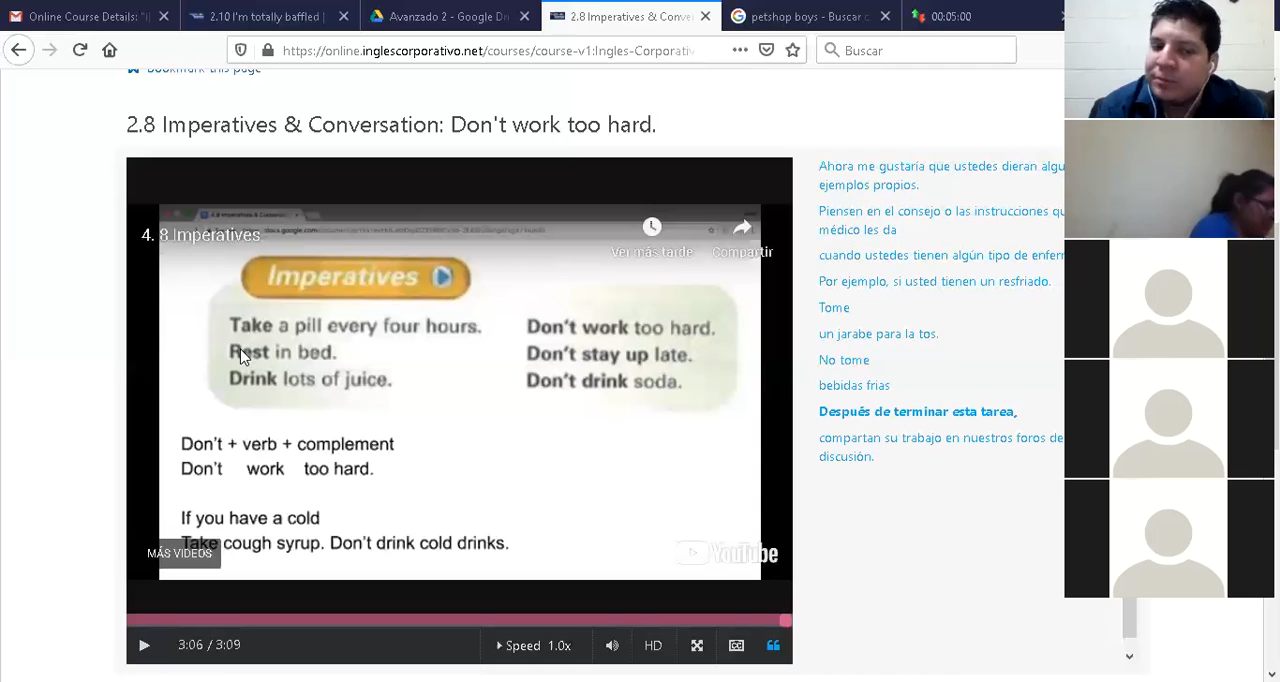 Online Course Details: "I
2.10 I'm totally baffled |
Avanzado 2 - Google Dr
2.8 Imperatives & Conver
petshop boys - Buscar c
00:05:00
https://online.inglescorporativo.net/courses/course-v1:Ingles-Corporativ
Buscar
Bookmark this page
2.8 Imperatives & Conversation: Don't work too hard.
4. 8 Imperatives
Ver más tarde
Compartir
Imperatives
Take a pill every four hours.
Rest in bed.
Drink lots of juice.
Don't work too hard.
Don't stay up late.
Don't drink soda.
Don't + verb + complement
Don't work too hard.
If you have a cold
Take cough syrup. Don't drink cold drinks.
MÁS VIDEOS
YouTube
3:06 / 3:09
Speed 1.0x
HD
Ahora me gustaría que ustedes dieran algu
ejemplos propios.
Piensen en el consejo o las instrucciones qu
médico les da
cuando ustedes tienen algún tipo de enfer
Por ejemplo, si usted tienen un resfriado.
Tome
un jarabe para la tos.
No tome
bebidas frias
Después de terminar esta tarea,
compartan su trabajo en nuestros foros de
discusión.